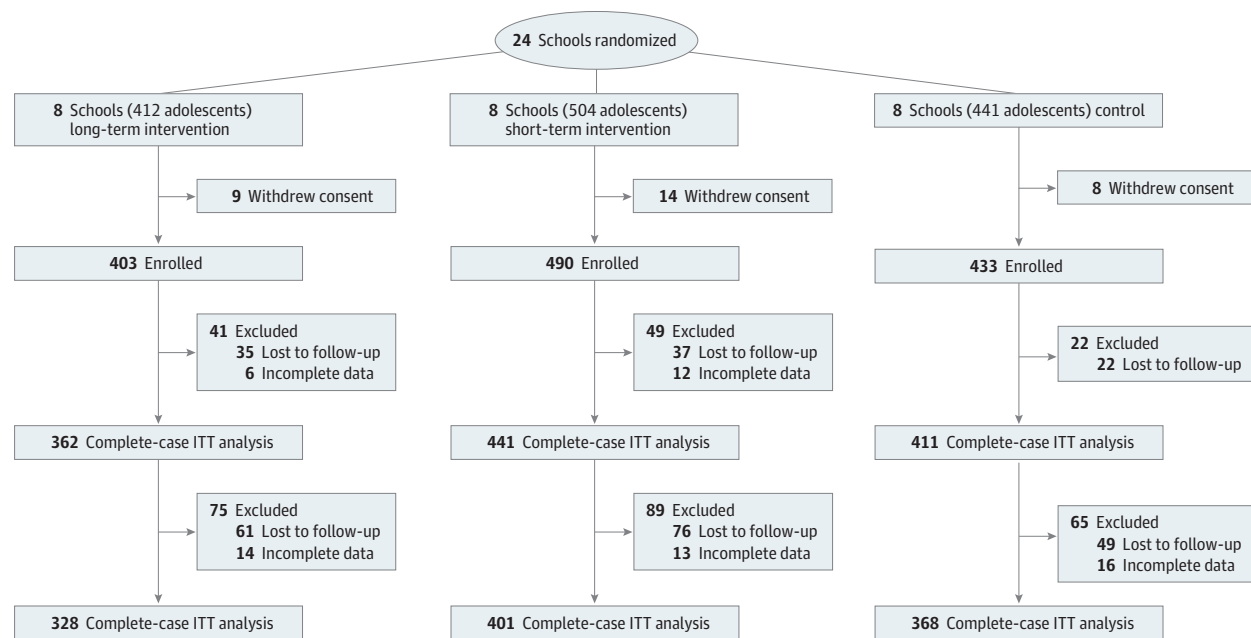 24 Schools randomized
8 Schools (412 adolescents)
long-term intervention
8 Schools (504 adolescents)
short-term intervention
8 Schools (441 adolescents) control
9 Withdrew consent
14 Withdrew consent
8 Withdrew consent
403 Enrolled
490 Enrolled
433 Enrolled
41 Excluded
35 Lost to follow-up
6 Incomplete data
49 Excluded
37 Lost to follow-up
12 Incomplete data
22 Excluded
22 Lost to follow-up
362 Complete-case ITT analysis
441 Complete-case ITT analysis
411 Complete-case ITT analysis
75 Excluded
61 Lost to follow-up
14 Incomplete data
89 Excluded
76 Lost to follow-up
13 Incomplete data
65 Excluded
49 Lost to follow-up
16 Incomplete data
328 Complete-case ITT analysis
401 Complete-case ITT analysis
368 Complete-case ITT analysis